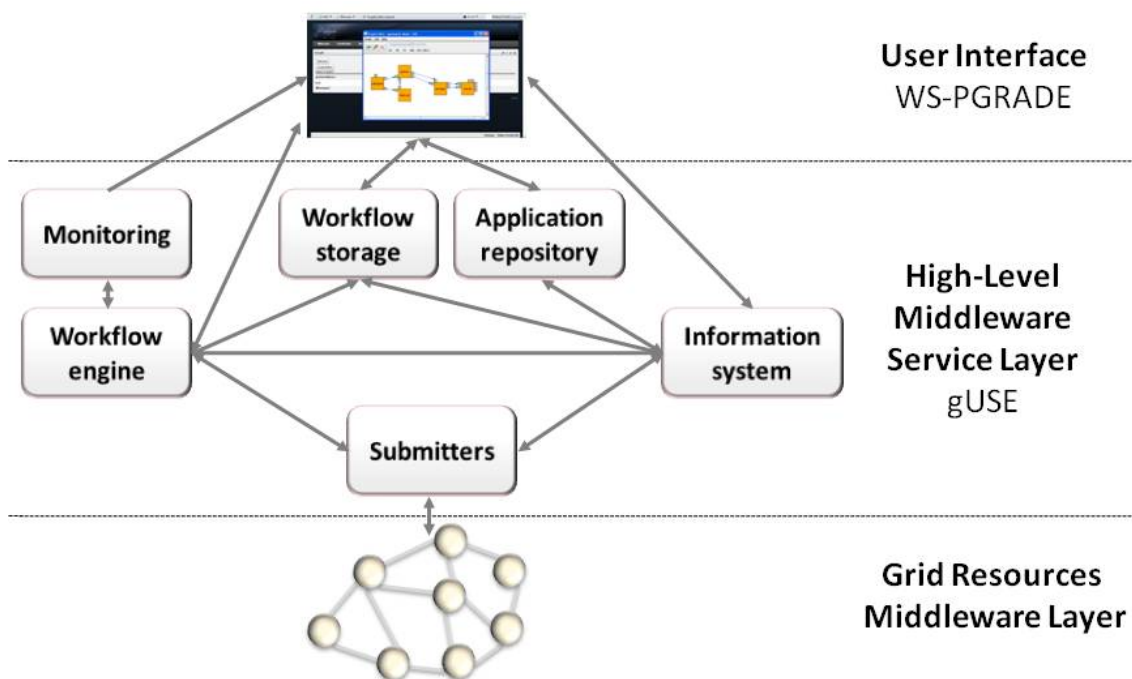 User Interface
WS-PGRADE
Monitoring
Workflow
storage
Application
repository
High-Level
Middleware
Service Layer
gUSE
Workflow
engine
Information
system
Submitters
Grid Resources
Middleware Layer